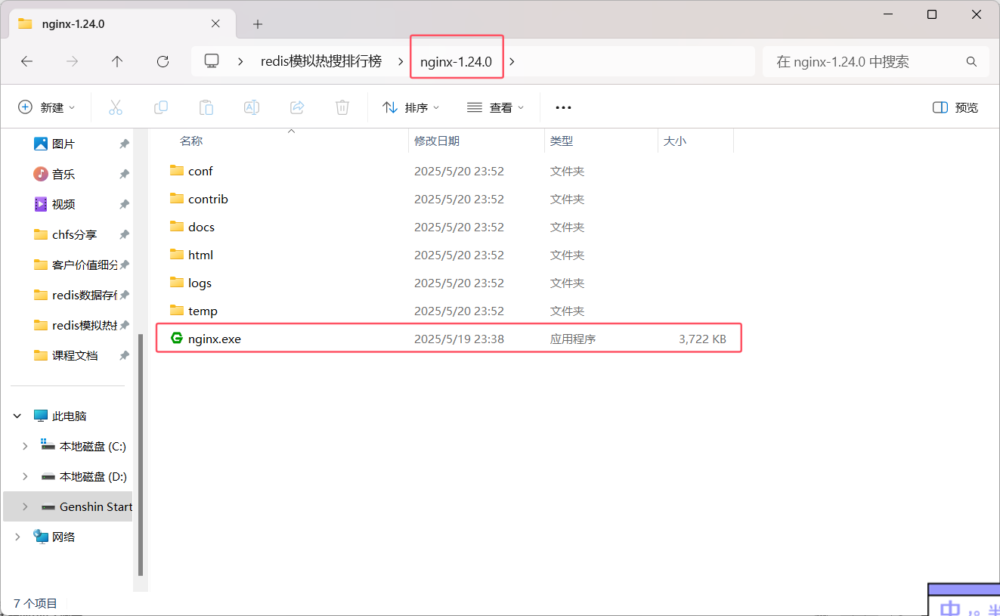 nginx-1.24.0
redis模拟热搜排行榜 nginx-1.24.0 在 nginx-1.24.0 中搜索
新建 排序 查看 预览
名称 修改日期 类型 大小
图片
音乐
视频
chfs分享
客户价值细分
redis数据存
redis模拟热
课程文档
此电脑
本地磁盘 (C:)
本地磁盘 (D:)
Genshin Start
网络
conf 2025/5/20 23:52 文件夹
contrib 2025/5/20 23:52 文件夹
docs 2025/5/20 23:52 文件夹
html 2025/5/20 23:52 文件夹
logs 2025/5/20 23:52 文件夹
temp 2025/5/20 23:52 文件夹
nginx.exe 2025/5/19 23:38 应用程序 3,722 KB
7 个项目
中 ,。半